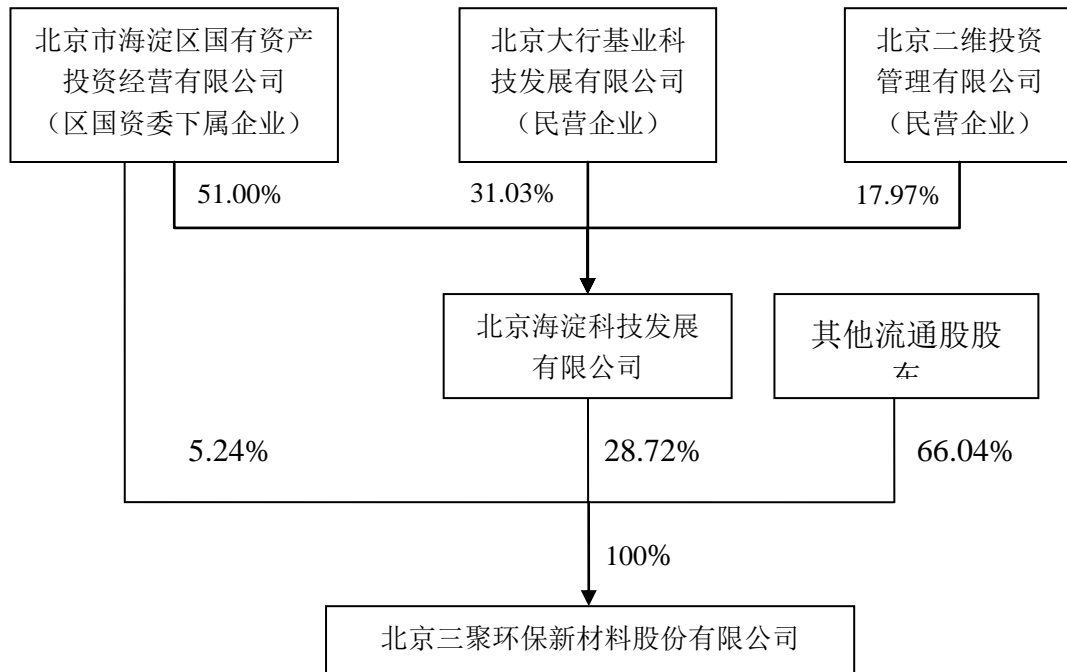 北京市海淀区国有资产
投资经营有限公司
（区国资委下属企业）
北京大行基业科
技发展有限公司
（民营企业）
北京二维投资
管理有限公司
（民营企业）
51.00%
31.03%
17.97%
北京海淀科技发展
有限公司
其他流通股股
东
5.24%
28.72%
66.04%
100%
北京三聚环保新材料股份有限公司